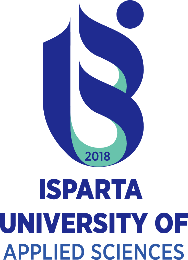 2018
ISPARTA
UNIVERSITY OF
APPLIED SCIENCES